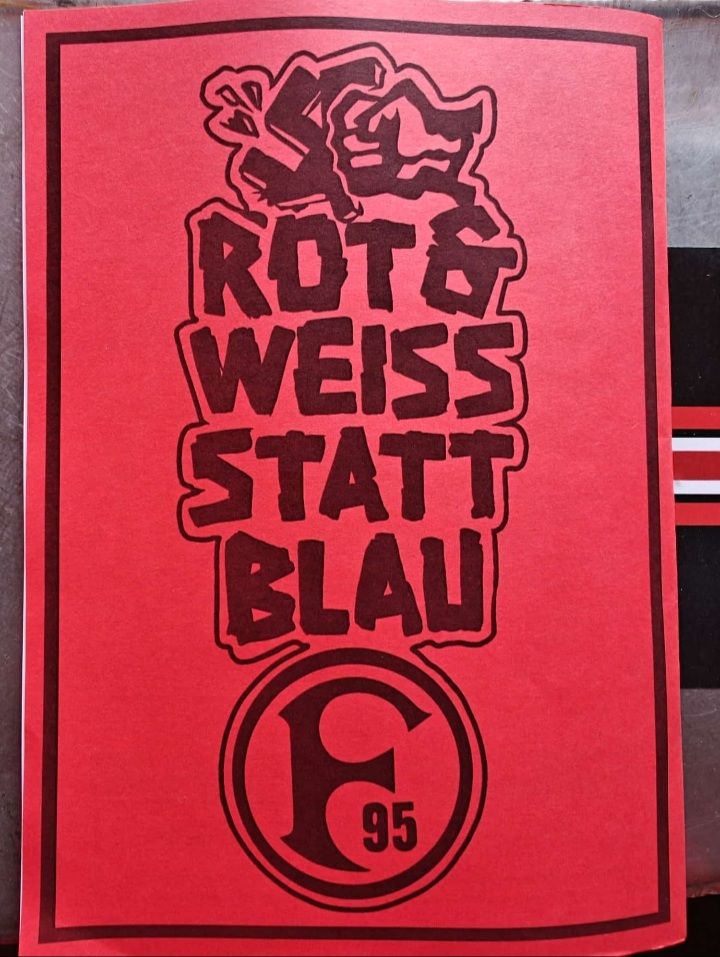 ROT &
WEISS
STATT
BLAU
F
95